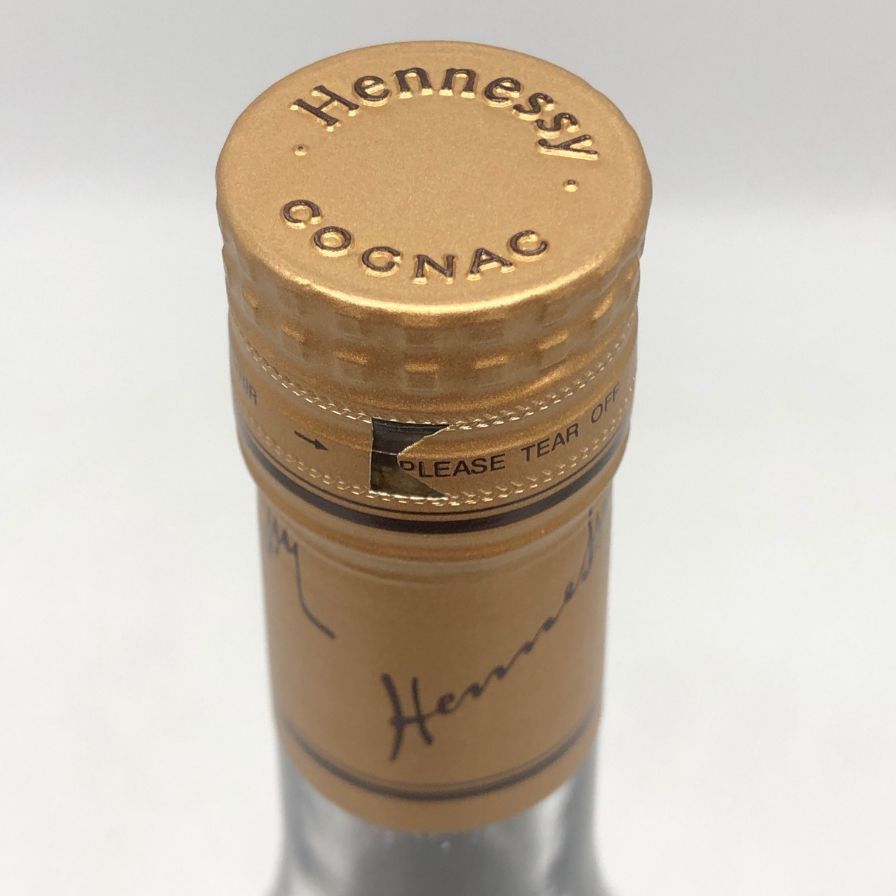 Hennessy
COGNAC
→ PLEASE TEAR OFF
Hennessy